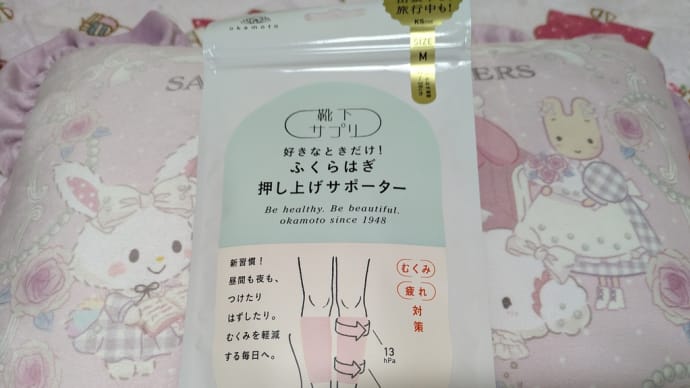 okamoto
旅行中も!
SIZE
M
靴下
サプリ
好きなときだけ!
ふくらはぎ
押し上げサポーター
Be healthy. Be beautiful.
okamoto since 1948
新習慣!
昼間も夜も、
つけたり
はずしたり。
むくみを軽減
する毎日へ。
むくみ
疲れ
対策
13
hPa
SA
ERS